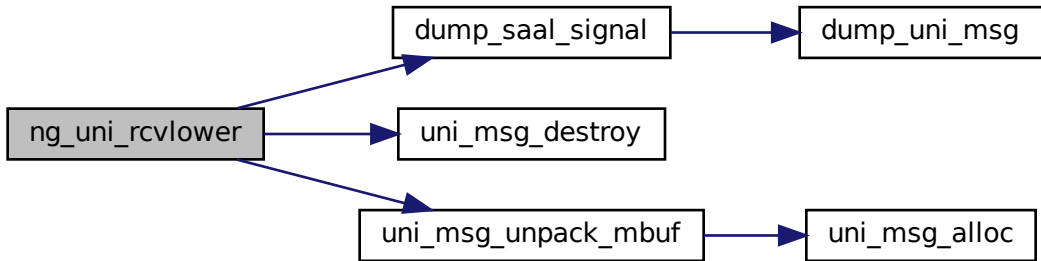 dump_saal_signal
dump_uni_msg
ng_uni_rcvlower
uni_msg_destroy
uni_msg_unpack_mbuf
uni_msg_alloc